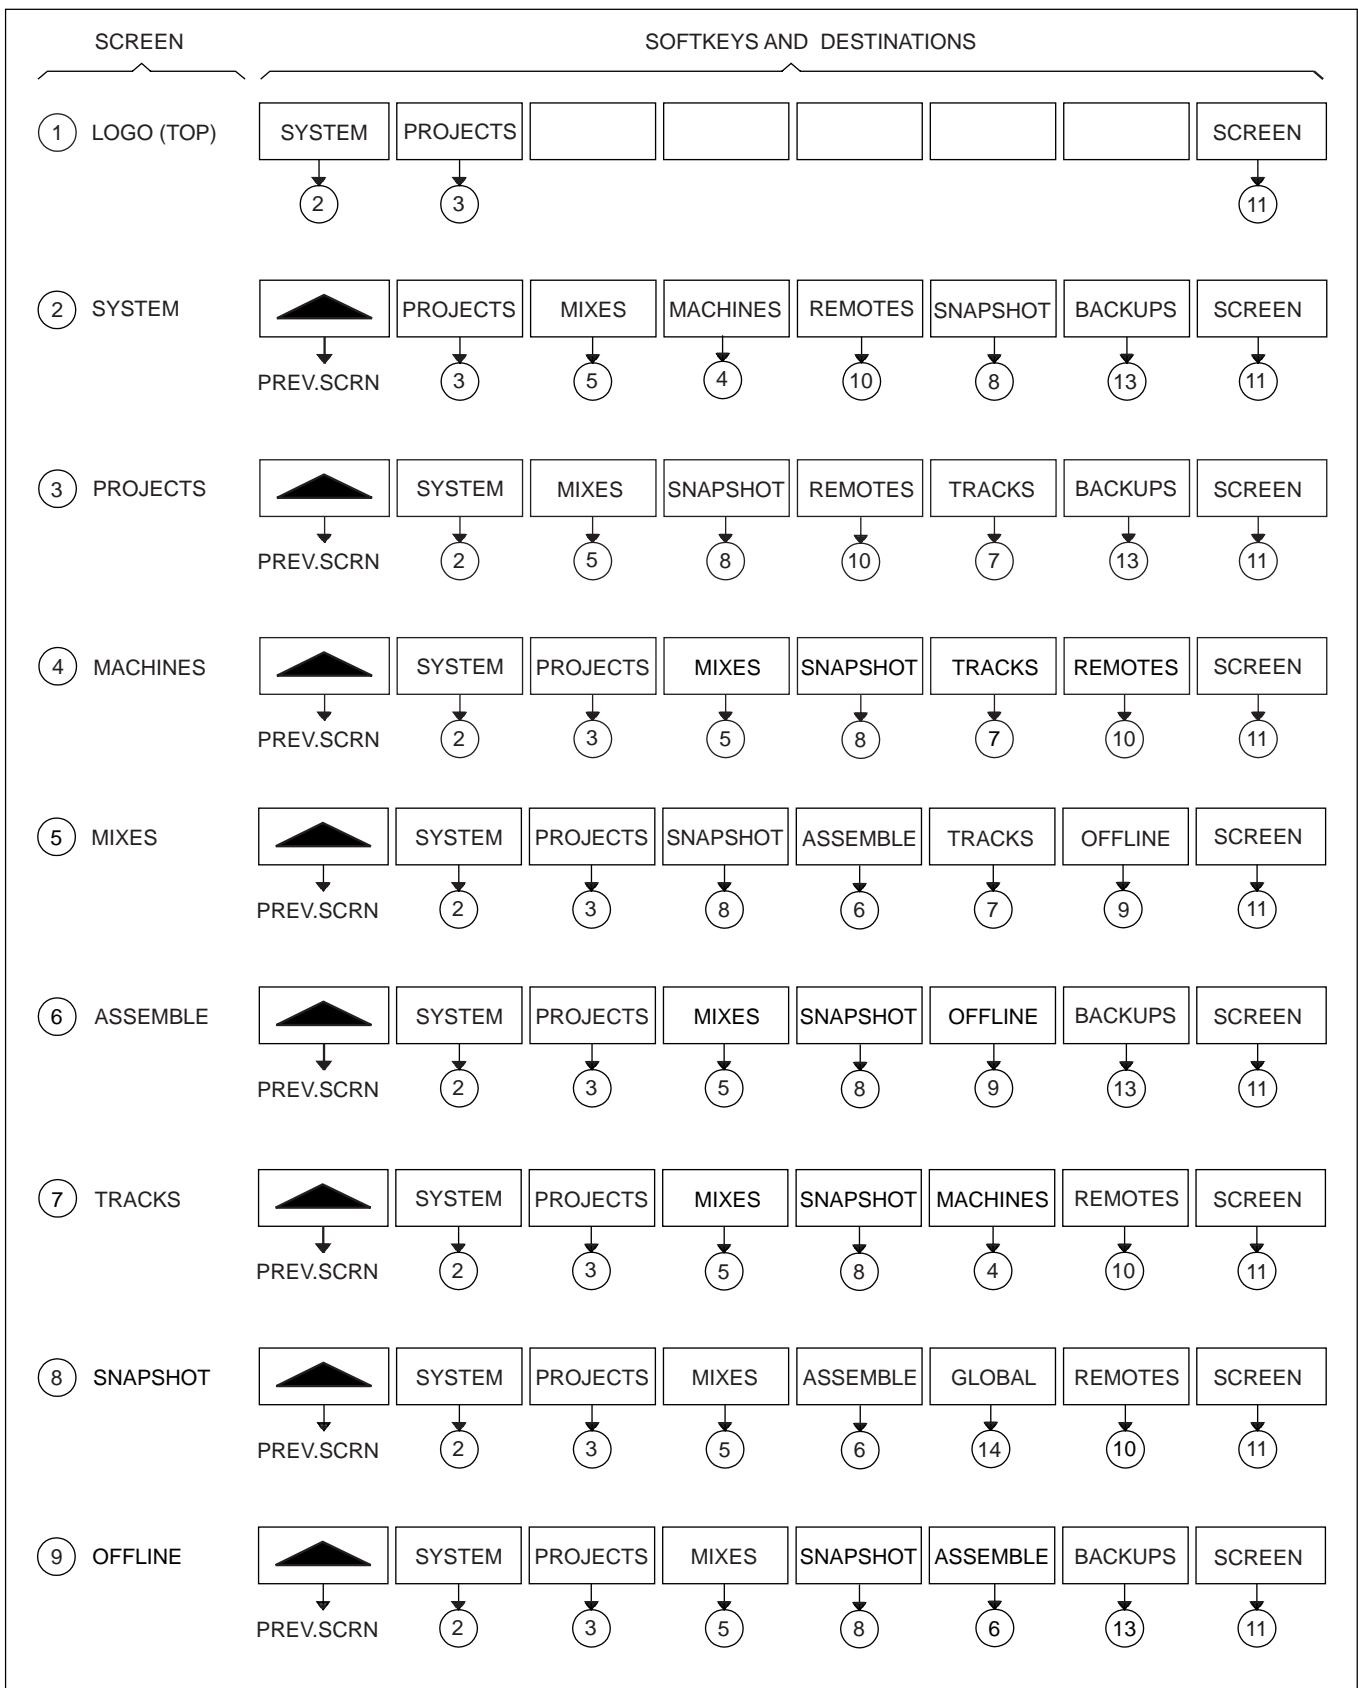 SCREEN SOFTKEYS AND DESTINATIONS
1 LOGO (TOP) SYSTEM PROJECTS SCREEN
2 3 11
2 SYSTEM PROJECTS MIXES MACHINES REMOTES SNAPSHOT BACKUPS SCREEN
PREV.SCRN 3 5 4 10 8 13 11
3 PROJECTS SYSTEM MIXES SNAPSHOT REMOTES TRACKS BACKUPS SCREEN
PREV.SCRN 2 5 8 10 7 13 11
4 MACHINES SYSTEM PROJECTS MIXES SNAPSHOT TRACKS REMOTES SCREEN
PREV.SCRN 2 3 5 8 7 10 11
5 MIXES SYSTEM PROJECTS SNAPSHOT ASSEMBLE TRACKS OFFLINE SCREEN
PREV.SCRN 2 3 8 6 7 9 11
6 ASSEMBLE SYSTEM PROJECTS MIXES SNAPSHOT OFFLINE BACKUPS SCREEN
PREV.SCRN 2 3 5 8 9 13 11
7 TRACKS SYSTEM PROJECTS MIXES SNAPSHOT MACHINES REMOTES SCREEN
PREV.SCRN 2 3 5 8 4 10 11
8 SNAPSHOT SYSTEM PROJECTS MIXES ASSEMBLE GLOBAL REMOTES SCREEN
PREV.SCRN 2 3 5 6 14 10 11
9 OFFLINE SYSTEM PROJECTS MIXES SNAPSHOT ASSEMBLE BACKUPS SCREEN
PREV.SCRN 2 3 5 8 6 13 11